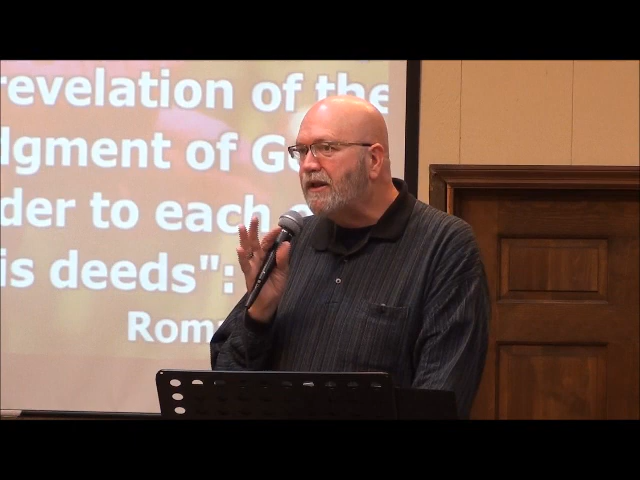 revelation of the
dgment of G
der to each
is deeds":
Rom